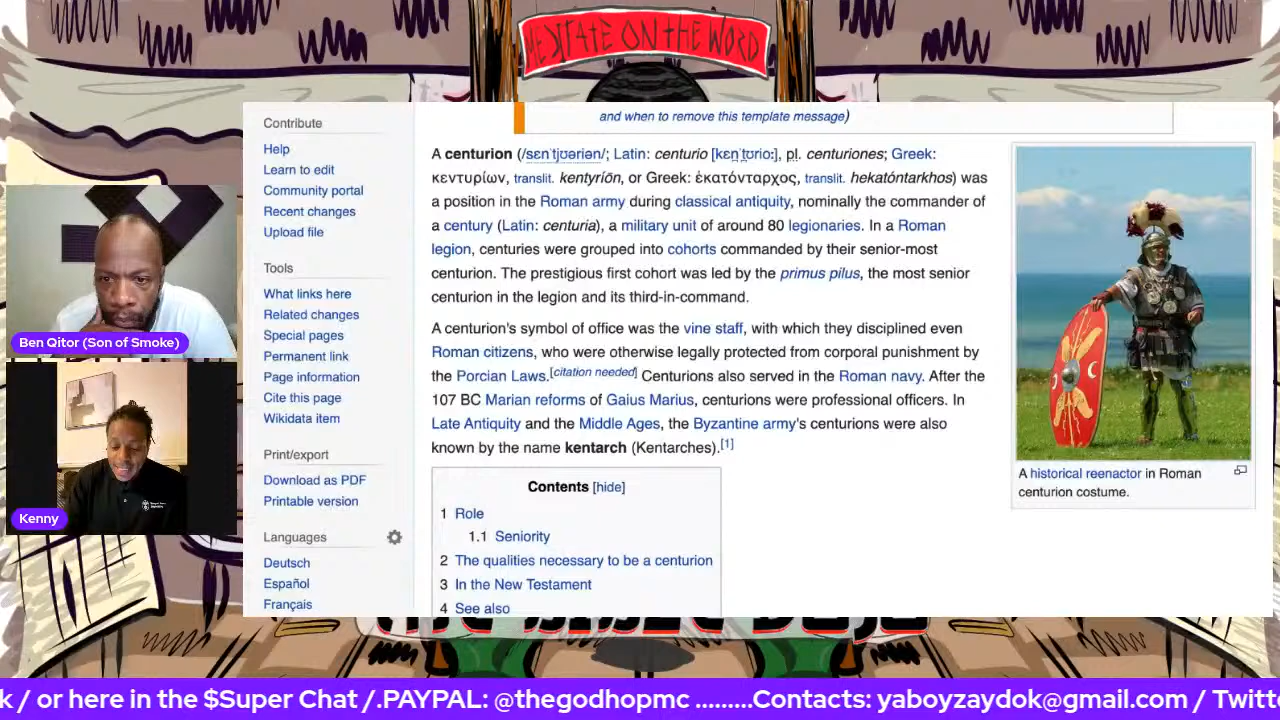 MEDITATE ON THE WORD
and when to remove this template message)
Contribute
Help
Learn to edit
Community portal
Recent changes
Upload file
Tools
What links here
Related changes
Special pages
Permanent link
Page information
Cite this page
Wikidata item
Print/export
Download as PDF
Printable version
Languages
Deutsch
Español
Français
A centurion (/sɛnˈtjʊəriən/; Latin: centurio [kɛn̪ˈt̪ʊrioː], pl. centuriones; Greek:
κεντυρίων, translit. kentyríōn, or Greek: ἑκατόνταρχος, translit. hekatóntarkhos) was
a position in the Roman army during classical antiquity, nominally the commander of
a century (Latin: centuria), a military unit of around 80 legionaries. In a Roman
legion, centuries were grouped into cohorts commanded by their senior-most
centurion. The prestigious first cohort was led by the primus pilus, the most senior
centurion in the legion and its third-in-command.
A centurion's symbol of office was the vine staff, with which they disciplined even
Roman citizens, who were otherwise legally protected from corporal punishment by
the Porcian Laws.[citation needed] Centurions also served in the Roman navy. After the
107 BC Marian reforms of Gaius Marius, centurions were professional officers. In
Late Antiquity and the Middle Ages, the Byzantine army's centurions were also
known by the name kentarch (Kentarches).[1]
Contents [hide]
1 Role
1.1 Seniority
2 The qualities necessary to be a centurion
3 In the New Testament
4 See also
A historical reenactor in Roman
centurion costume.
Ben Qitor (Son of Smoke)
Kenny
k / or here in the $Super Chat /.PAYPAL: @thegodhopmc .........Contacts: yaboyzaydok@gmail.com / Twitt